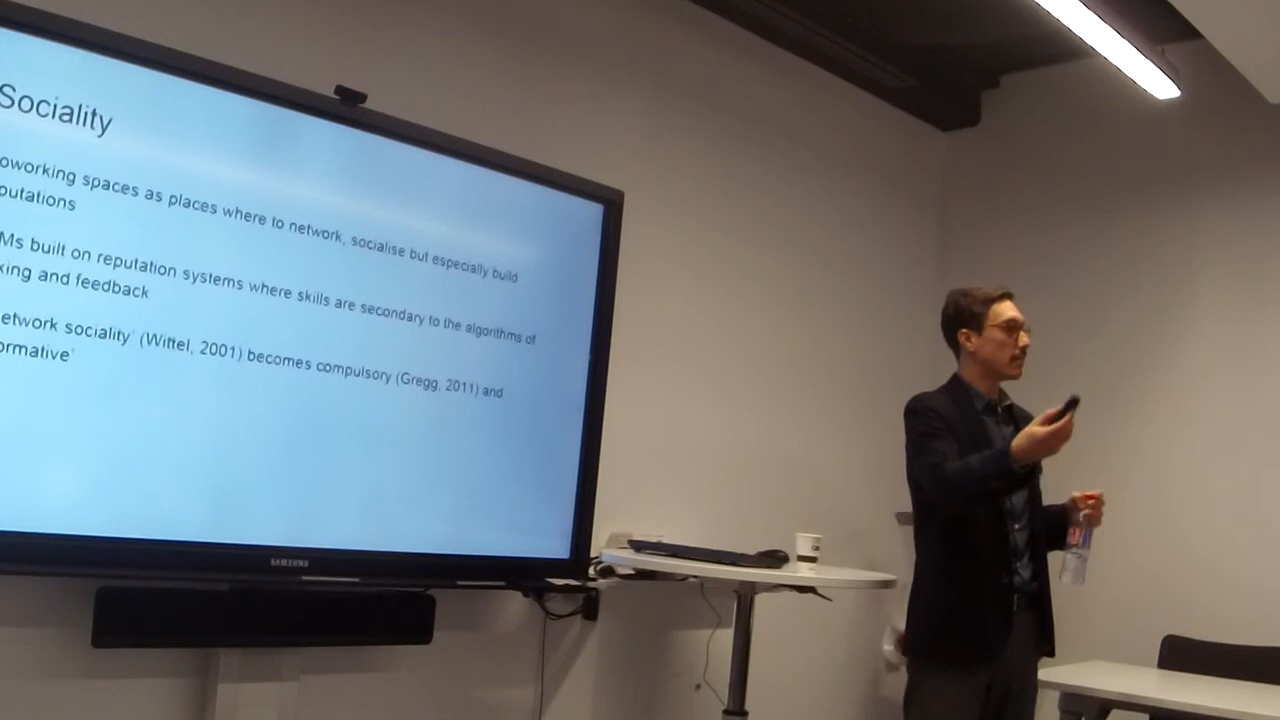 Sociality
oworking spaces as places where to network, socialise but especially build
putations
Ms built on reputation systems where skills are secondary to the algorithms of
king and feedback
etwork sociality' (Wittel, 2001) becomes compulsory (Gregg, 2011) and
ormative'
SAMSUNG